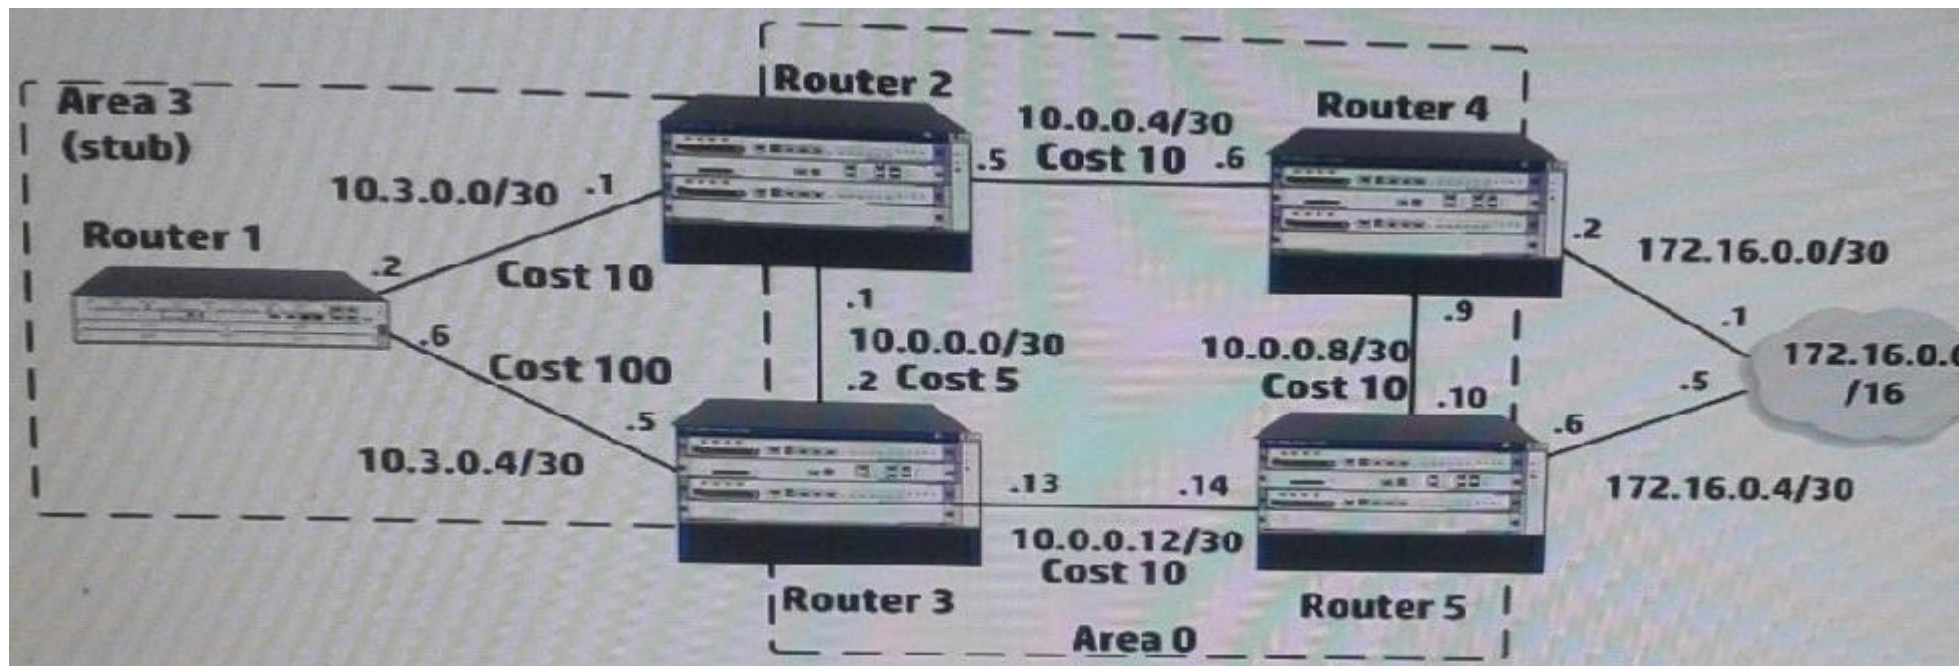 Area 3
(stub)
Router 2
Router 4
10.0.0.4/30
.5 Cost 10 .6
10.3.0.0/30 .1
Router 1
.2
Cost 10
.2
172.16.0.0/30
.1
10.0.0.0/30
.2 Cost 5
.9
10.0.0.8/30
Cost 10
.10
.1
172.16.0.0
/16
.5
.6
Cost 100
.5
10.3.0.4/30
.6
172.16.0.4/30
.13
.14
10.0.0.12/30
Cost 10
Router 3
Router 5
Area 0